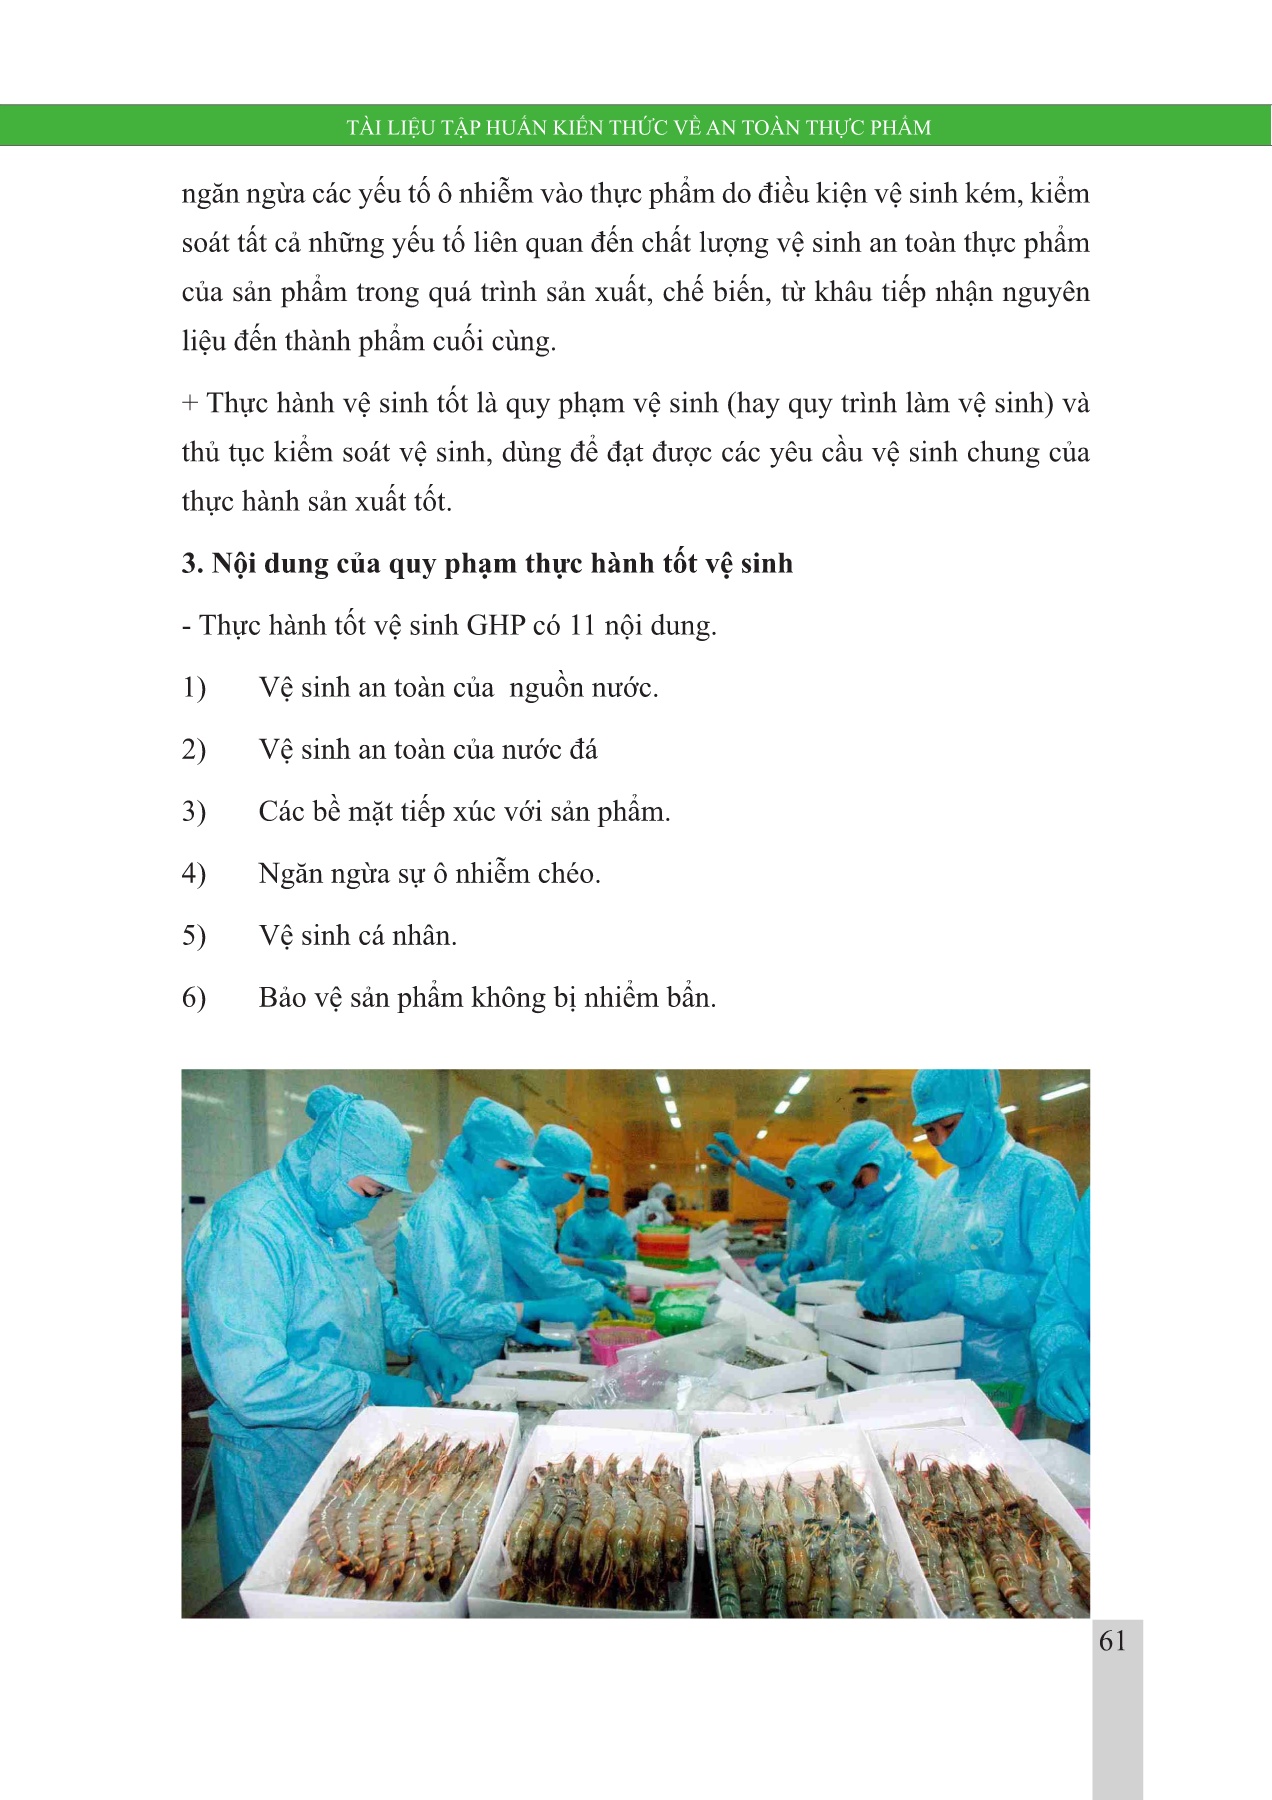 TÀI LIỆU TẬP HUẤN KIẾN THỨC VỀ AN TOÀN THỰC PHẨM
ngăn ngừa các yếu tố ô nhiễm vào thực phẩm do điều kiện vệ sinh kém, kiểm
soát tất cả những yếu tố liên quan đến chất lượng vệ sinh an toàn thực phẩm
của sản phẩm trong quá trình sản xuất, chế biến, từ khâu tiếp nhận nguyên
liệu đến thành phẩm cuối cùng.
+ Thực hành vệ sinh tốt là quy phạm vệ sinh (hay quy trình làm vệ sinh) và
thủ tục kiểm soát vệ sinh, dùng để đạt được các yêu cầu vệ sinh chung của
thực hành sản xuất tốt.
3. Nội dung của quy phạm thực hành tốt vệ sinh
- Thực hành tốt vệ sinh GHP có 11 nội dung.
1) Vệ sinh an toàn của nguồn nước.
2) Vệ sinh an toàn của nước đá
3) Các bề mặt tiếp xúc với sản phẩm.
4) Ngăn ngừa sự ô nhiễm chéo.
5) Vệ sinh cá nhân.
6) Bảo vệ sản phẩm không bị nhiểm bẩn.
61